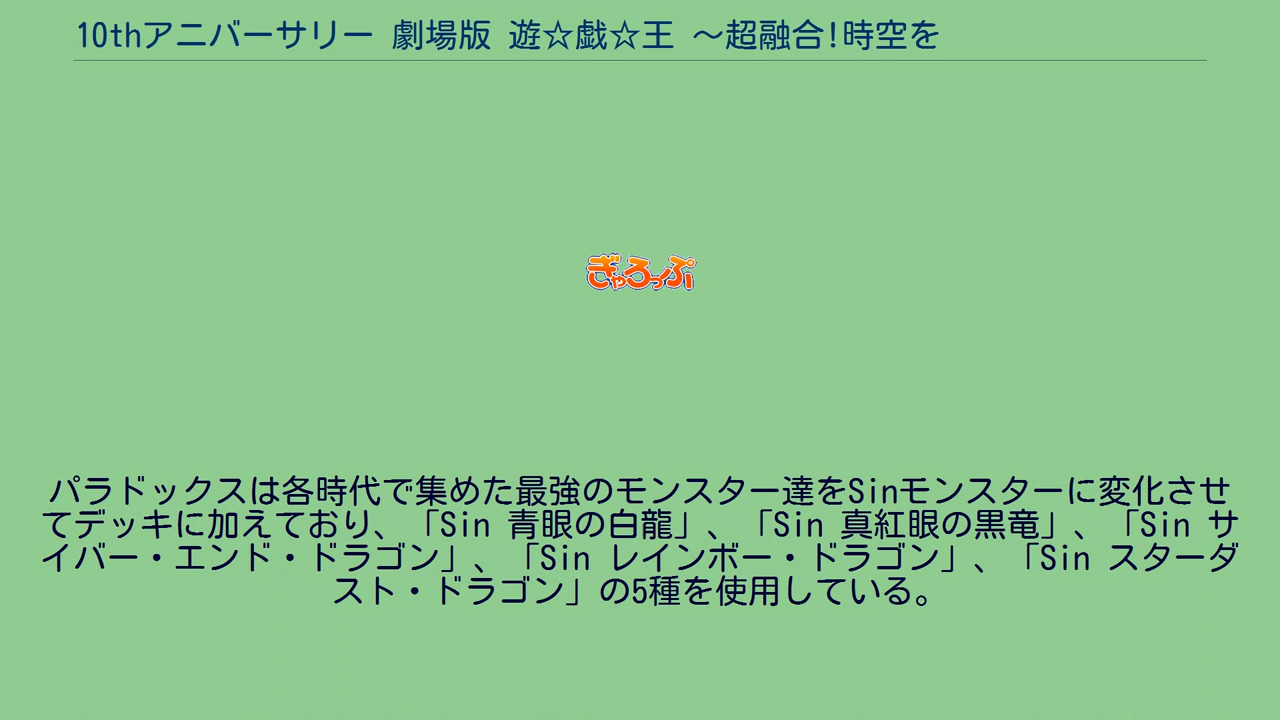 10thアニバーサリー 劇場版 遊☆戯☆王 ～超融合!時空を
ぎゃろっぷ
パラドックスは各時代で集めた最強のモンスター達をSinモンスターに変化させ
てデッキに加えており、「Sin 青眼の白龍」、「Sin 真紅眼の黒竜」、「Sin サ
イバー・エンド・ドラゴン」、「Sin レインボー・ドラゴン」、「Sin スターダ
スト・ドラゴン」の5種を使用している。